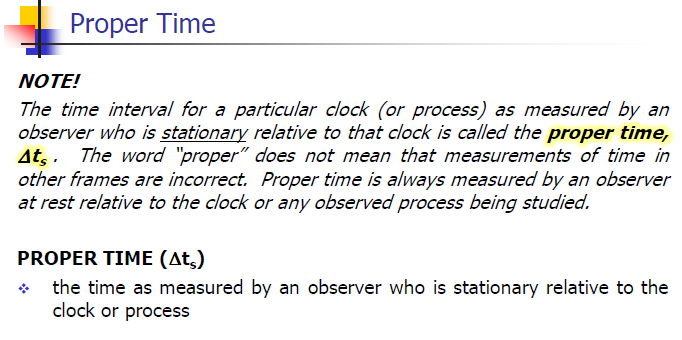 Proper Time
NOTE!
The time interval for a particular clock (or process) as measured by an
observer who is stationary relative to that clock is called the proper time,
Δtₛ . The word "proper" does not mean that measurements of time in
other frames are incorrect. Proper time is always measured by an observer
at rest relative to the clock or any observed process being studied.
PROPER TIME (Δtₛ)
❖ the time as measured by an observer who is stationary relative to the
clock or process